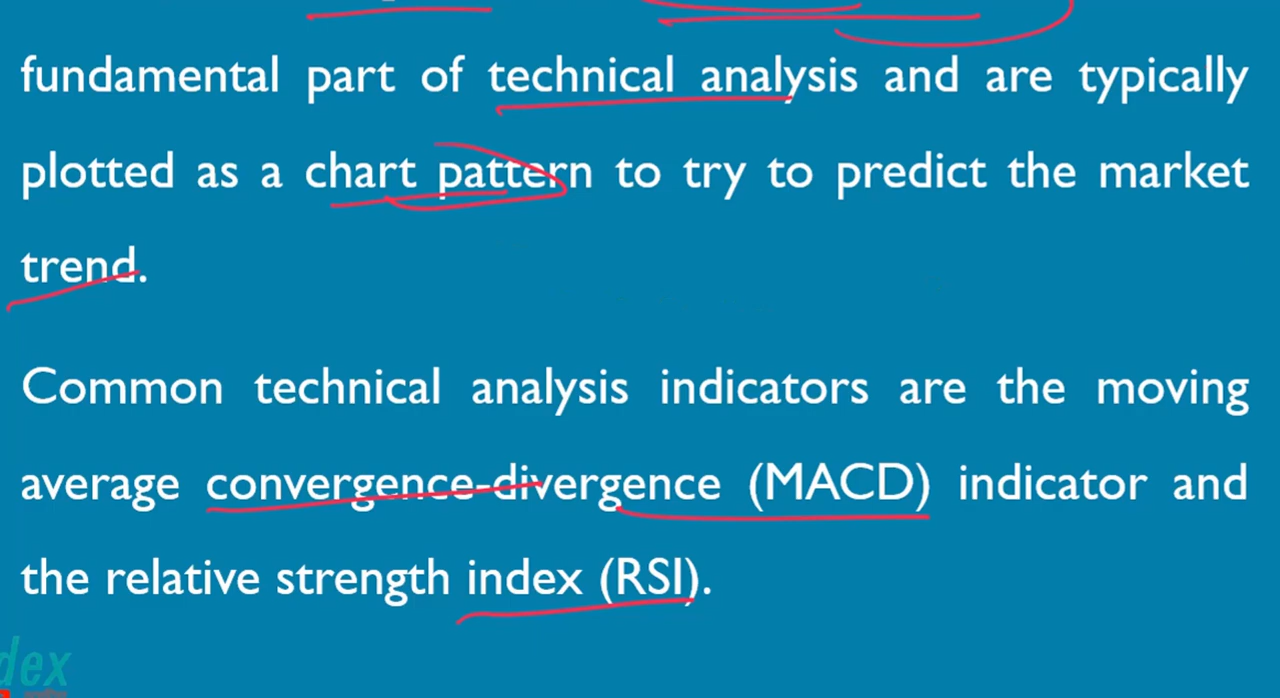 fundamental part of technical analysis and are typically
plotted as a chart pattern to try to predict the market
trend.
Common technical analysis indicators are the moving
average convergence-divergence (MACD) indicator and
the relative strength index (RSI).
dex